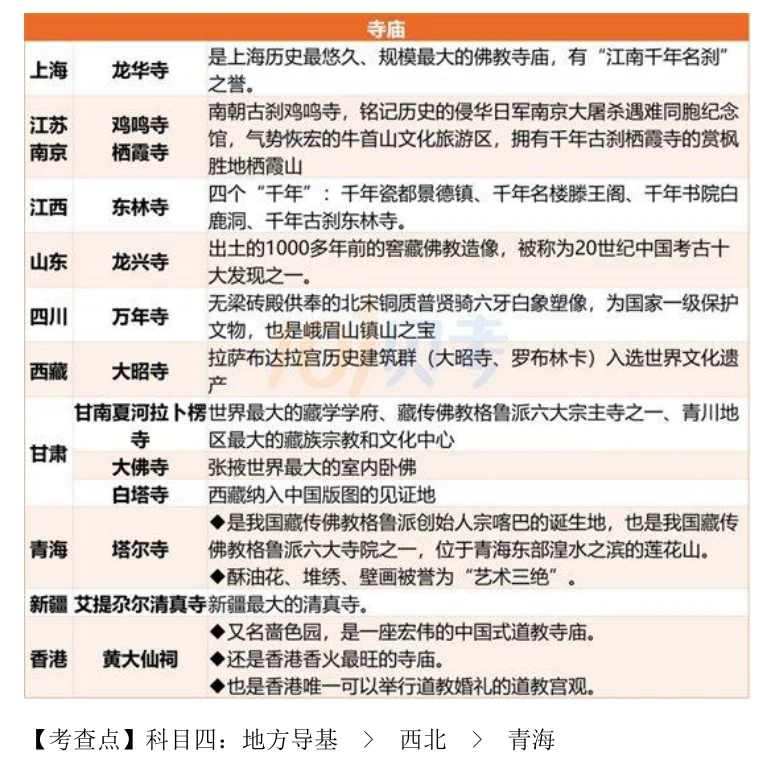 寺庙
上海 龙华寺 是上海历史最悠久、规模最大的佛教寺庙，有“江南千年名刹”
之誉。
江苏 鸡鸣寺 南朝古刹鸡鸣寺，铭记历史的侵华日军南京大屠杀遇难同胞纪念
南京 栖霞寺 馆，气势恢宏的牛首山文化旅游区，拥有千年古刹栖霞寺的赏枫
胜地栖霞山
江西 东林寺 四个“千年”：千年瓷都景德镇、千年名楼滕王阁、千年书院白
鹿洞、千年古刹东林寺。
山东 龙兴寺 出土的1000多年前的窖藏佛教造像，被称为20世纪中国考古十
大发现之一。
四川 万年寺 无梁砖殿供奉的北宋铜质普贤骑六牙白象塑像，为国家一级保护
文物，也是峨眉山镇山之宝
西藏 大昭寺 拉萨布达拉宫历史建筑群（大昭寺、罗布林卡）入选世界文化遗
产
甘肃 甘南夏河拉卜楞 世界最大的藏学学府、藏传佛教格鲁派六大宗主寺之一、青川地
寺 区最大的藏族宗教和文化中心
大佛寺 张掖世界最大的室内卧佛
白塔寺 西藏纳入中国版图的见证地
青海 塔尔寺 ◆是我国藏传佛教格鲁派创始人宗喀巴的诞生地，也是我国藏传
佛教格鲁派六大寺院之一，位于青海东部湟水之滨的莲花山。
◆酥油花、堆绣、壁画被誉为“艺术三绝”。
新疆 艾提尕尔清真寺 新疆最大的清真寺。
香港 黄大仙祠 ◆又名啬色园，是一座宏伟的中国式道教寺庙。
◆还是香港香火最旺的寺庙。
◆也是香港唯一可以举行道教婚礼的道教宫观。
【考查点】科目四：地方导基 > 西北 > 青海